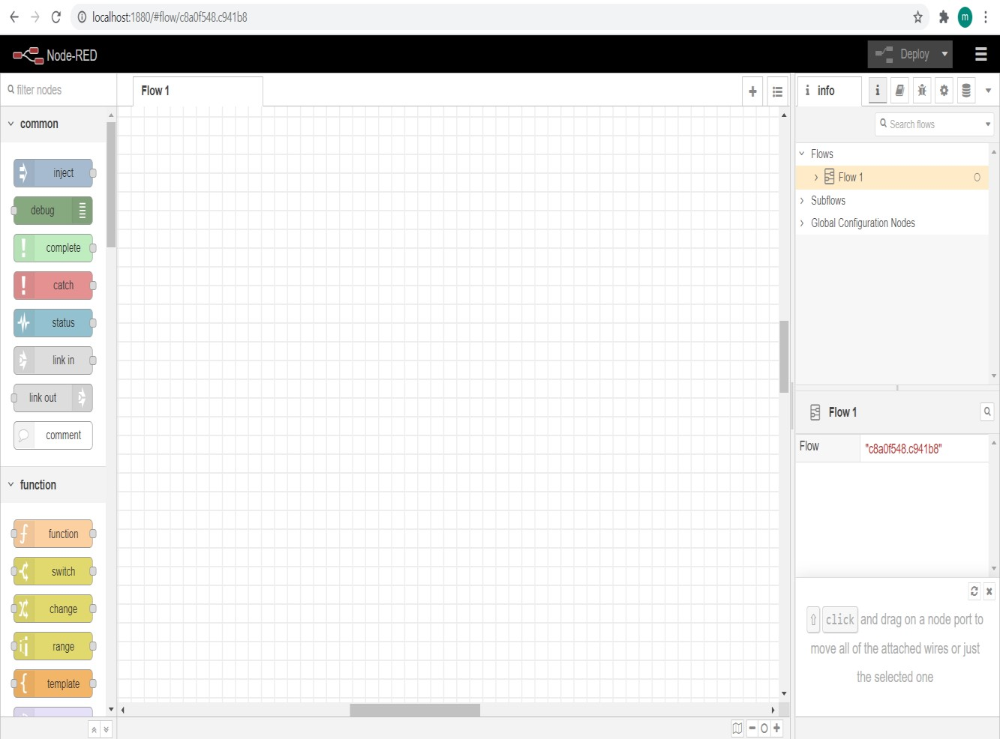 localhost:1880/#flow/c8a0f548.c941b8
m
Node-RED
Deploy
filter nodes
Flow 1
i info
i
common
Search flows
inject
Flows
Flow 1
debug
Subflows
Global Configuration Nodes
complete
catch
status
link in
link out
Flow 1
comment
Flow
"c8a0f548.c941b8"
function
function
switch
change
click and drag on a node port to
range
move all of the attached wires or just
template
the selected one